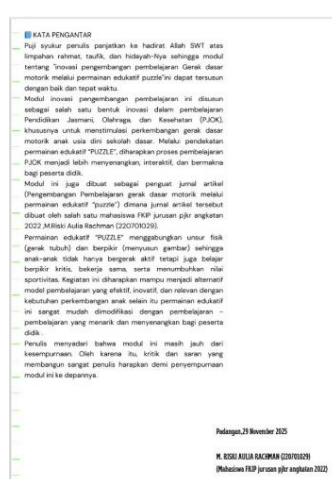 📘 KATA PENGANTAR
Puji syukur penulis panjatkan ke hadirat Allah SWT atas
limpahan rahmat, taufik, dan hidayah-Nya sehingga modul
tentang "inovasi pengembangan pembelajaran Gerak dasar
motorik melalui permainan edukatif puzzle"ini dapat tersusun
dengan baik dan tepat waktu.
Modul inovasi pengembangan pembelajaran ini disusun
sebagai salah satu bentuk inovasi dalam pembelajaran
Pendidikan Jasmani, Olahraga, dan Kesehatan (PJOK),
khususnya untuk menstimulasi perkembangan gerak dasar
motorik anak usia dini sekolah dasar. Melalui pendekatan
permainan edukatif "PUZZLE", diharapkan proses pembelajaran
PJOK menjadi lebih menyenangkan, interaktif, dan bermakna
bagi peserta didik.
Modul ini juga dibuat sebagai penguat jurnal artikel
(Pengembangan Pembelajaran gerak dasar motorik melalui
permainan edukatif "puzzle") dimana jurnal artikel tersebut
dibuat oleh salah satu mahasiswa FKIP jurusan pjkr angkatan
2022 ,M.Riski Aulia Rachman (220701029).
Permainan edukatif "PUZZLE" menggabungkan unsur fisik
(gerak tubuh) dan berpikir (menyusun gambar) sehingga
anak-anak tidak hanya bergerak aktif tetapi juga belajar
berpikir kritis, bekerja sama, serta menumbuhkan nilai
sportivitas. Kegiatan ini diharapkan mampu menjadi alternatif
model pembelajaran yang efektif, inovatif, dan relevan dengan
kebutuhan perkembangan anak selain itu permainan edukatif
ini sangat mudah dimodifikasi dengan pembelajaran -
pembelajaran yang menarik dan menyenangkan bagi peserta
didik .
Penulis menyadari bahwa modul ini masih jauh dari
kesempurnaan. Oleh karena itu, kritik dan saran yang
membangun sangat penulis harapkan demi penyempurnaan
modul ini ke depannya.
Padangan,29 November 2025
M. RISKI AULIA RACHMAN (220701029)
(Mahasiswa FKIP jurusan pjkr angkatan 2022)